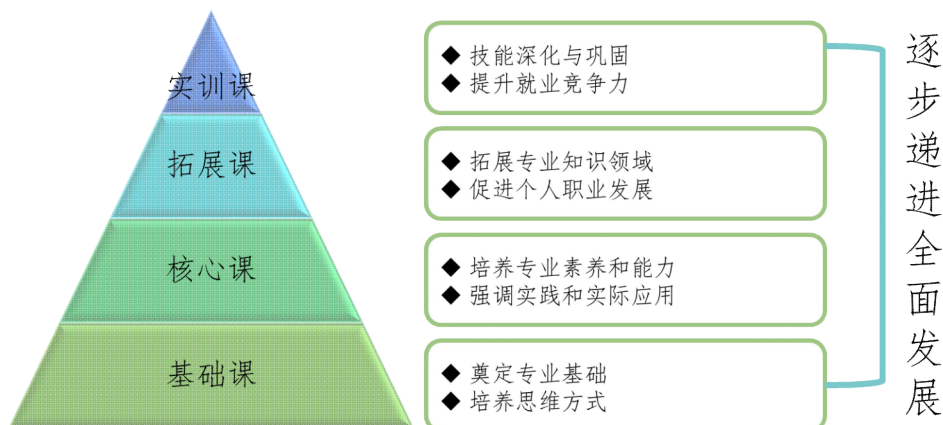 实训课
◆ 技能深化与巩固
◆ 提升就业竞争力
拓展课
◆ 拓展专业知识领域
◆ 促进个人职业发展
核心课
◆ 培养专业素养和能力
◆ 强调实践和实际应用
基础课
◆ 奠定专业基础
◆ 培养思维方式
逐步递进全面发展